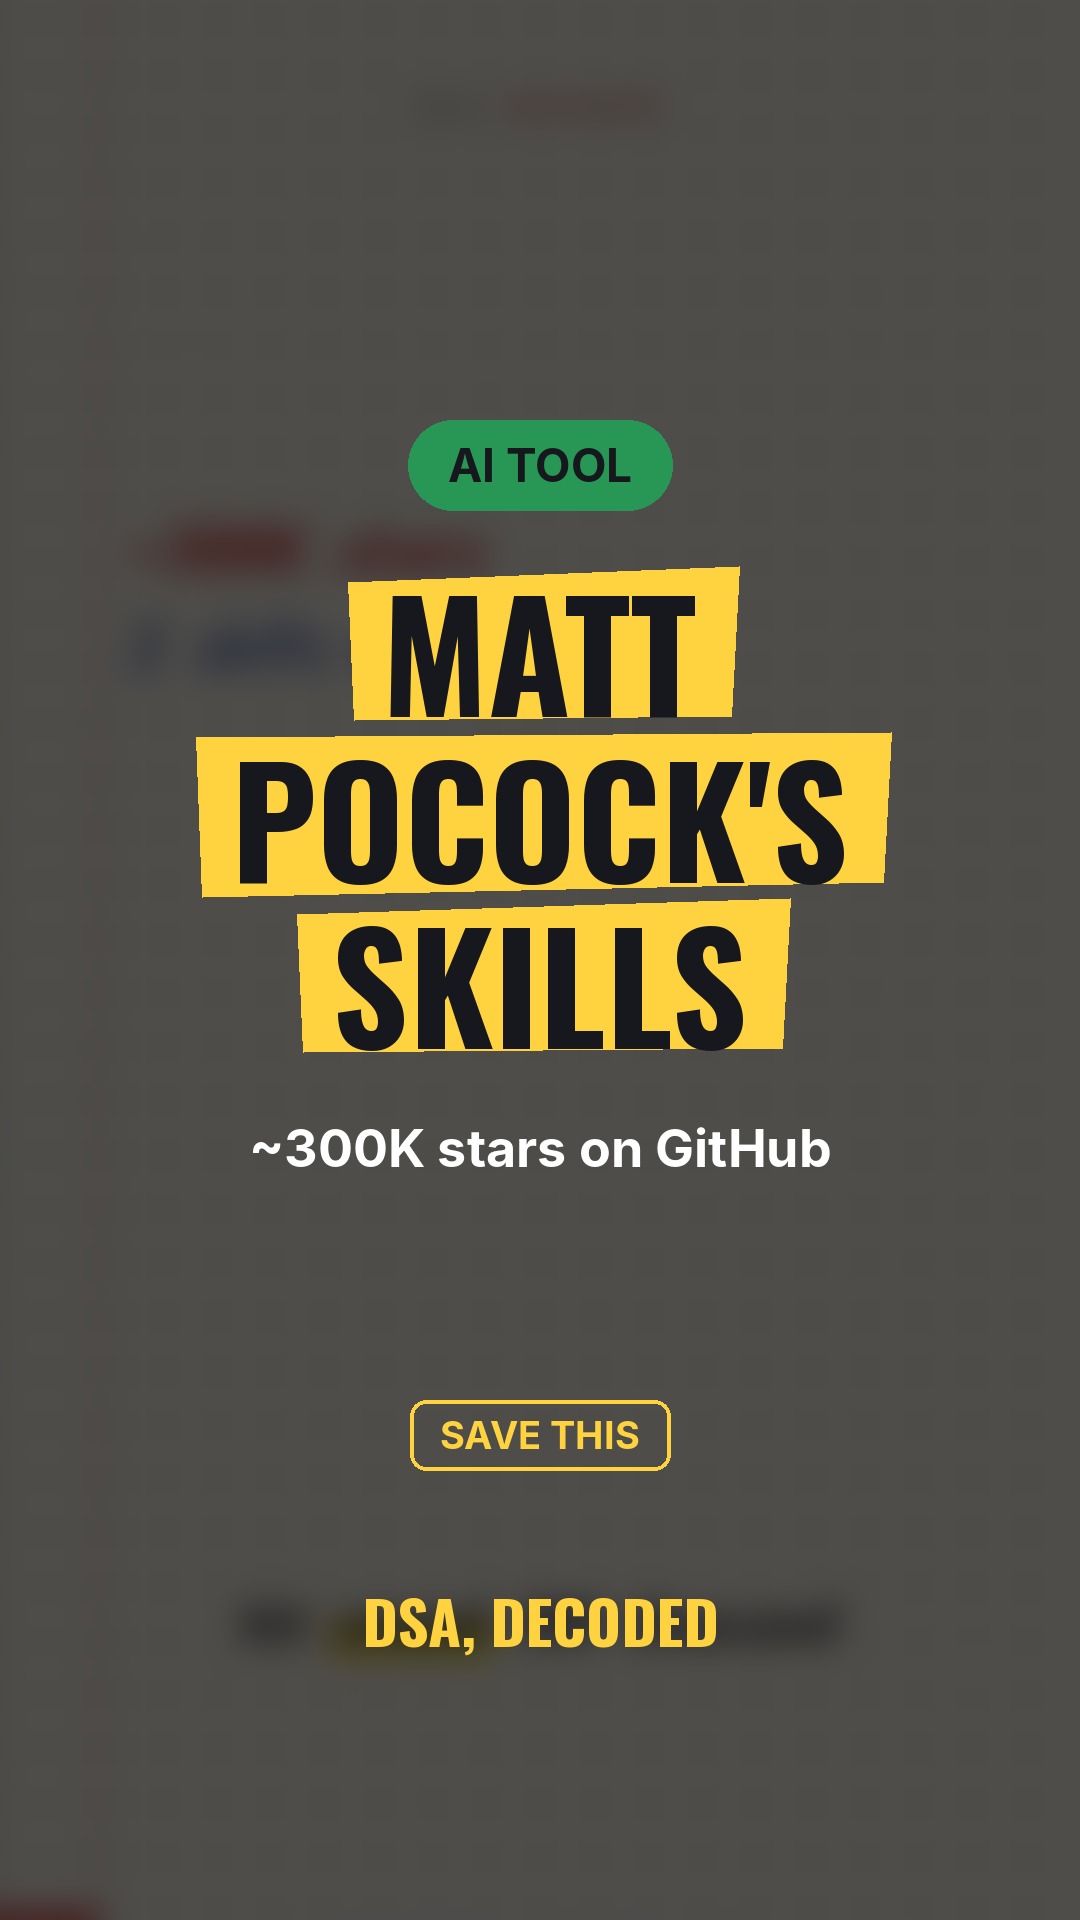 AI TOOL
MATT
POCOCK'S
SKILLS
~300K stars on GitHub
SAVE THIS
DSA, DECODED